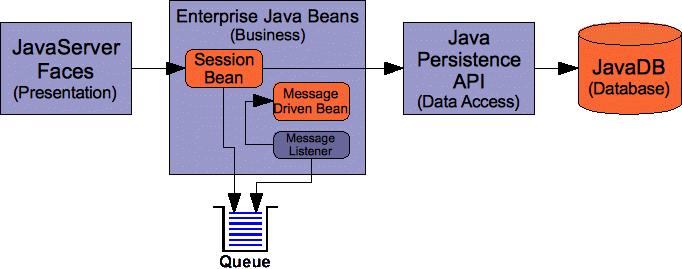 JavaServer
Faces
(Presentation)
Enterprise Java Beans
(Business)
Session
Bean
Message
Driven Bean
Message
Listener
Queue
Java
Persistence
API
(Data Access)
JavaDB
(Database)